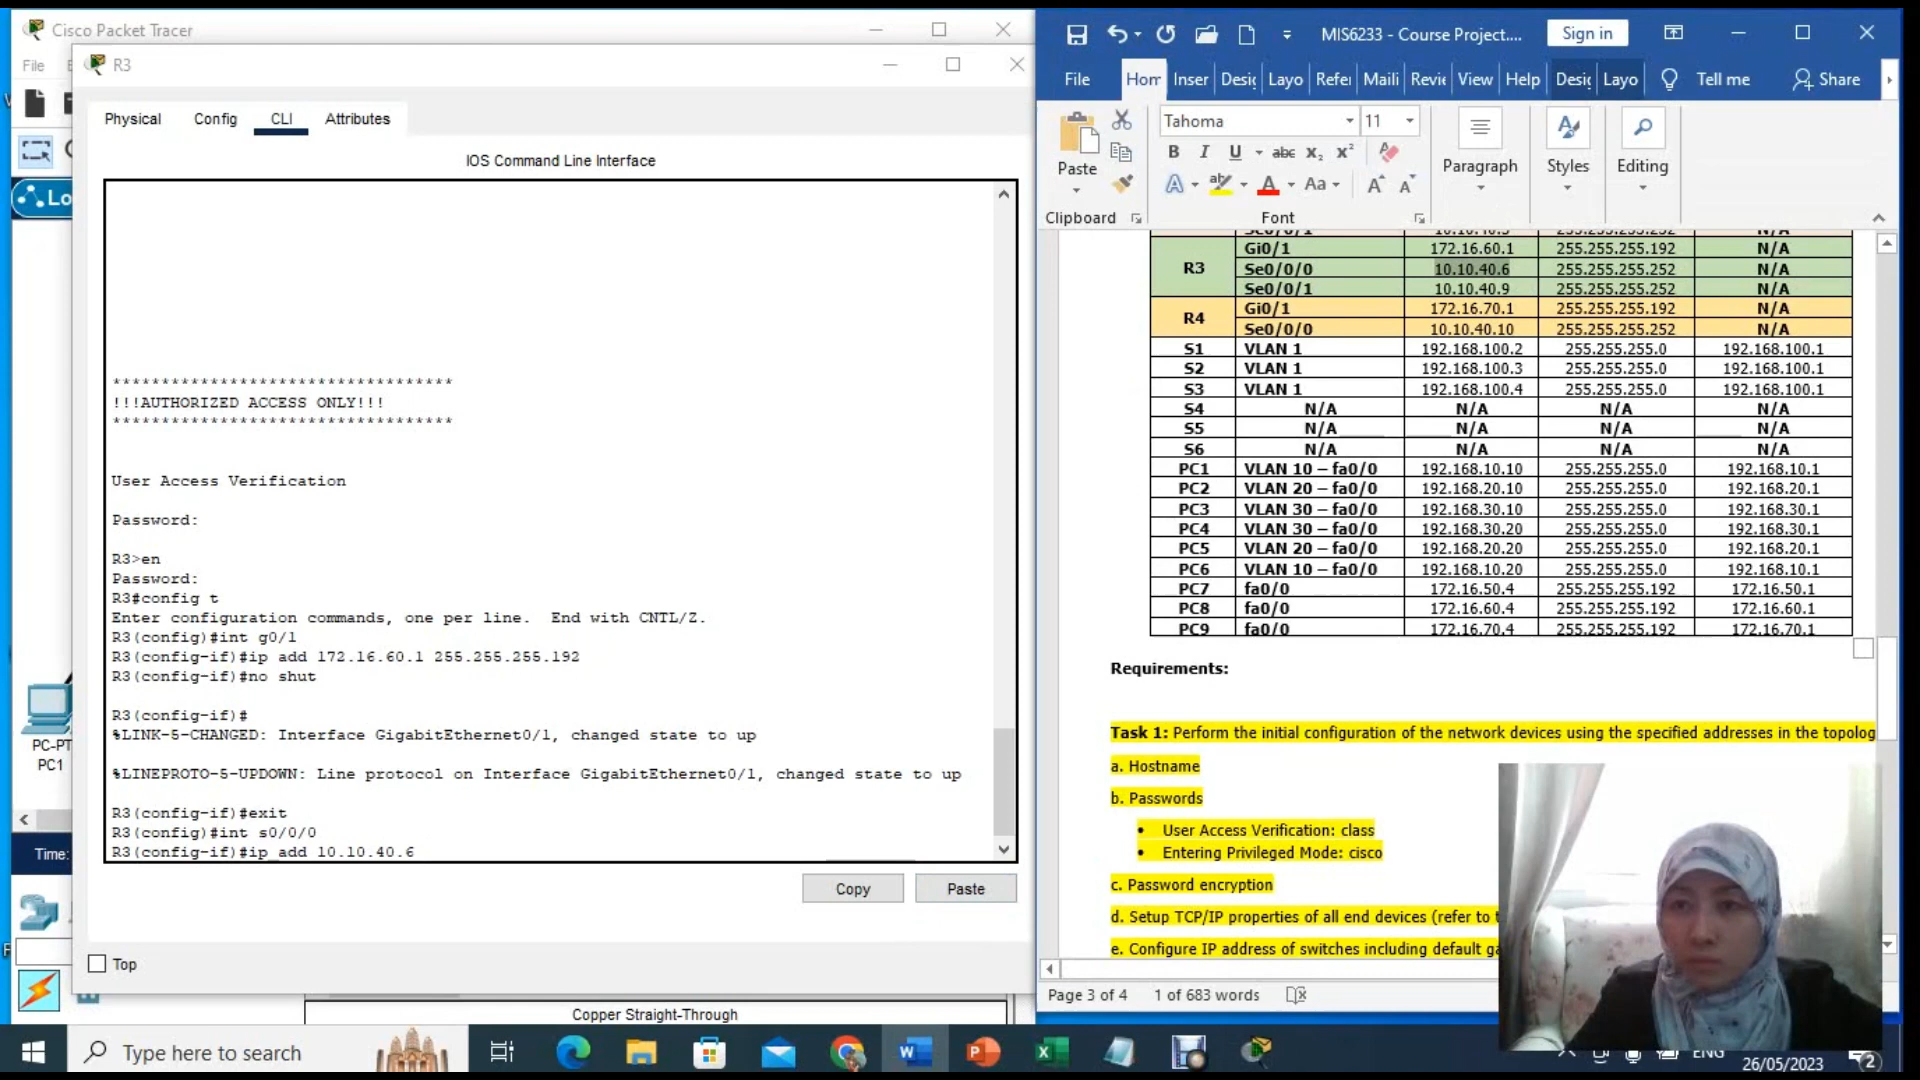 Cisco Packet Tracer
File
R3
Physical Config CLI Attributes
IOS Command Line Interface
***********************************
!!!AUTHORIZED ACCESS ONLY!!!
***********************************
User Access Verification
Password:
R3>en
Password:
R3#config t
Enter configuration commands, one per line. End with CNTL/Z.
R3(config)#int g0/1
R3(config-if)#ip add 172.16.60.1 255.255.255.192
R3(config-if)#no shut
R3(config-if)#
%LINK-5-CHANGED: Interface GigabitEthernet0/1, changed state to up
%LINEPROTO-5-UPDOWN: Line protocol on Interface GigabitEthernet0/1, changed state to up
R3(config-if)#exit
R3(config)#int s0/0/0
R3(config-if)#ip add 10.10.40.6
Copy Paste
Top
Lo
PC-PT
PC1
Time:
Copper Straight-Through
MIS6233 - Course Project.... Sign in
File Hom Inser Desig Layo Refer Maili Revie View Help Desig Layo Tell me Share
Tahoma 11
Paste
B I U abc x₂ x²
A A Aa A A
Paragraph Styles Editing
Clipboard Font
R3 Gi0/1 172.16.60.1 255.255.255.192 N/A
Se0/0/0 10.10.40.6 255.255.255.252 N/A
Se0/0/1 10.10.40.9 255.255.255.252 N/A
R4 Gi0/1 172.16.70.1 255.255.255.192 N/A
Se0/0/0 10.10.40.10 255.255.255.252 N/A
S1 VLAN 1 192.168.100.2 255.255.255.0 192.168.100.1
S2 VLAN 1 192.168.100.3 255.255.255.0 192.168.100.1
S3 VLAN 1 192.168.100.4 255.255.255.0 192.168.100.1
S4 N/A N/A N/A N/A
S5 N/A N/A N/A N/A
S6 N/A N/A N/A N/A
PC1 VLAN 10 – fa0/0 192.168.10.10 255.255.255.0 192.168.10.1
PC2 VLAN 20 – fa0/0 192.168.20.10 255.255.255.0 192.168.20.1
PC3 VLAN 30 – fa0/0 192.168.30.10 255.255.255.0 192.168.30.1
PC4 VLAN 30 – fa0/0 192.168.30.20 255.255.255.0 192.168.30.1
PC5 VLAN 20 – fa0/0 192.168.20.20 255.255.255.0 192.168.20.1
PC6 VLAN 10 – fa0/0 192.168.10.20 255.255.255.0 192.168.10.1
PC7 fa0/0 172.16.50.4 255.255.255.192 172.16.50.1
PC8 fa0/0 172.16.60.4 255.255.255.192 172.16.60.1
PC9 fa0/0 172.16.70.4 255.255.255.192 172.16.70.1
Requirements:
Task 1: Perform the initial configuration of the network devices using the specified addresses in the topolog
a. Hostname
b. Passwords
• User Access Verification: class
• Entering Privileged Mode: cisco
c. Password encryption
d. Setup TCP/IP properties of all end devices (refer to t
e. Configure IP address of switches including default ga
Page 3 of 4 1 of 683 words
Type here to search
ENG
26/05/2023
2